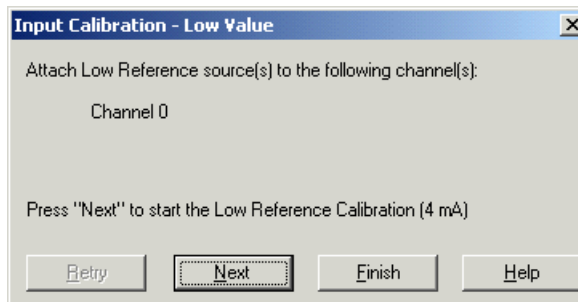 Input Calibration - Low Value
Attach Low Reference source(s) to the following channel(s):
Channel 0
Press "Next" to start the Low Reference Calibration (4 mA)
Retry Next Finish Help